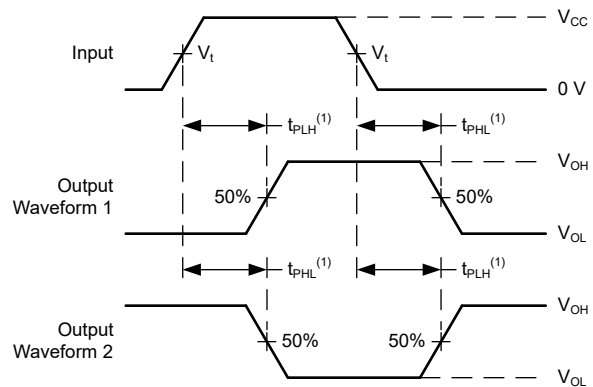 V_CC
Input
V_t
V_t
0 V
t_PLH^(1)
t_PHL^(1)
V_OH
Output
Waveform 1
50%
50%
V_OL
t_PHL^(1)
t_PLH^(1)
V_OH
Output
Waveform 2
50%
50%
V_OL